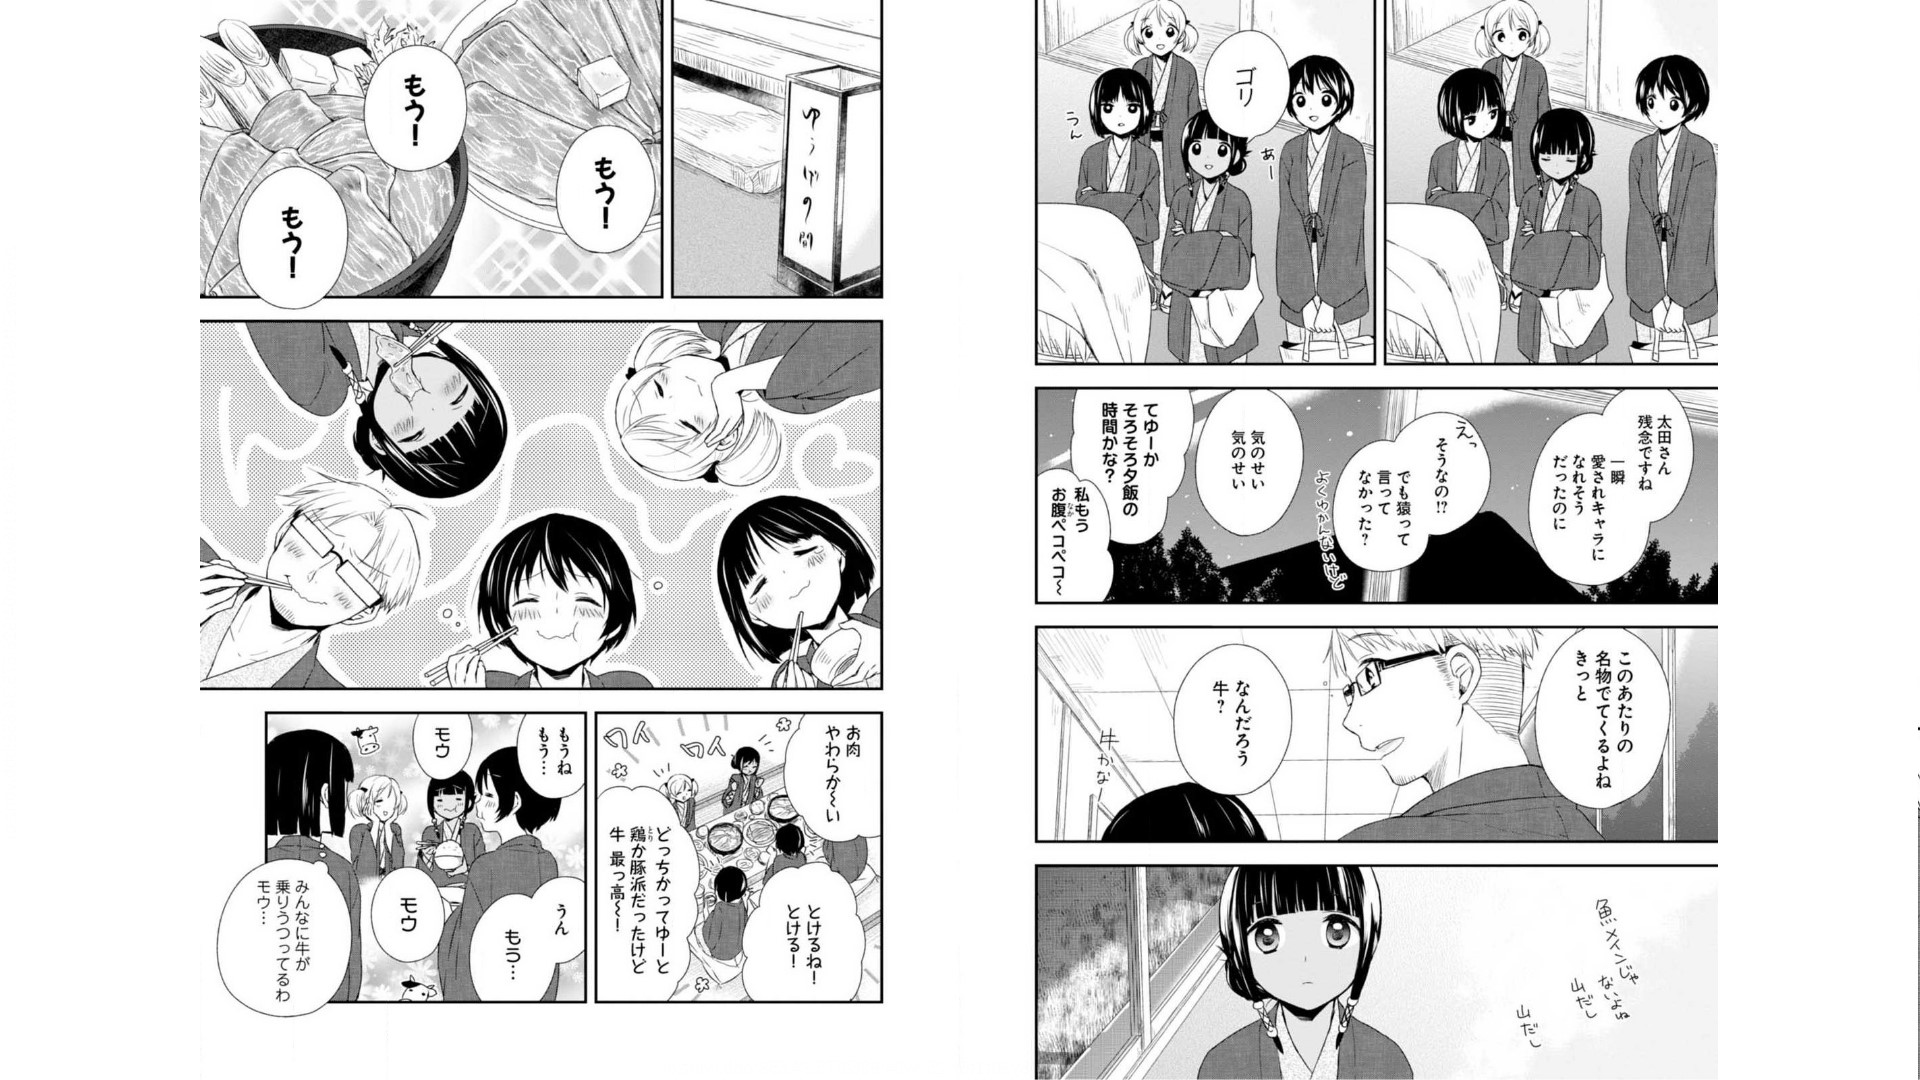 ゴリ
うん
あー
太田さん
残念ですね
一瞬
愛されキャラに
なれそう
だったのに
えっ
そうなの!?
でも猿って
言って
なかった?
よくわかんないけど
気のせい
気のせい
てゆーか
そろそろ夕飯の
時間かな?
私もう
お腹ペコペコ〜
なか
このあたりの
名物でてくるよね
きっと
なんだろう
牛?
牛かな
魚メインじゃ
ないよね
山だし
山だし
ゆうげの間
もう!
もう!
もう!
お肉
やわらか〜い
ワイ
ワイ
とけるね!
とける!
どっちかってゆーと
鶏か豚派だったけど
とり
牛 最っ高〜!
もうね
もう…
モウ
うん
もう…
モウ
みんなに牛が
乗りうつってるわ
モウ…